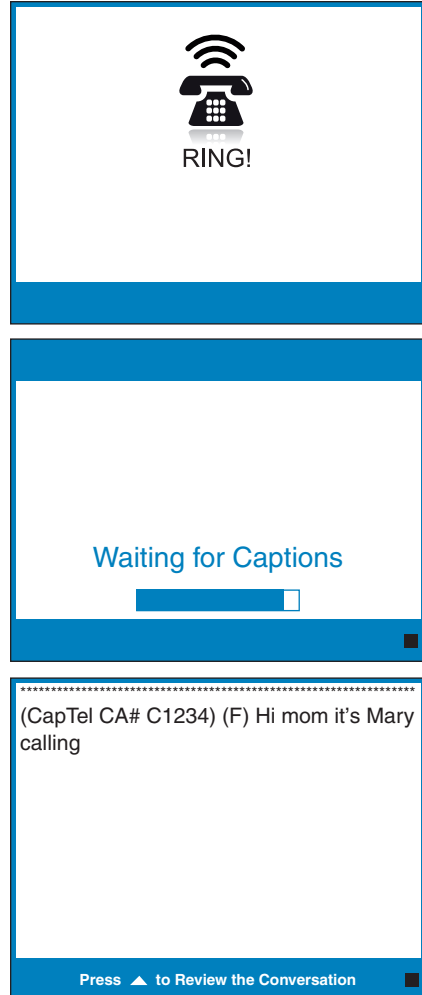 RING!
Waiting for Captions
******************************************************************
(CapTel CA# C1234) (F) Hi mom it's Mary
calling
Press ▲ to Review the Conversation